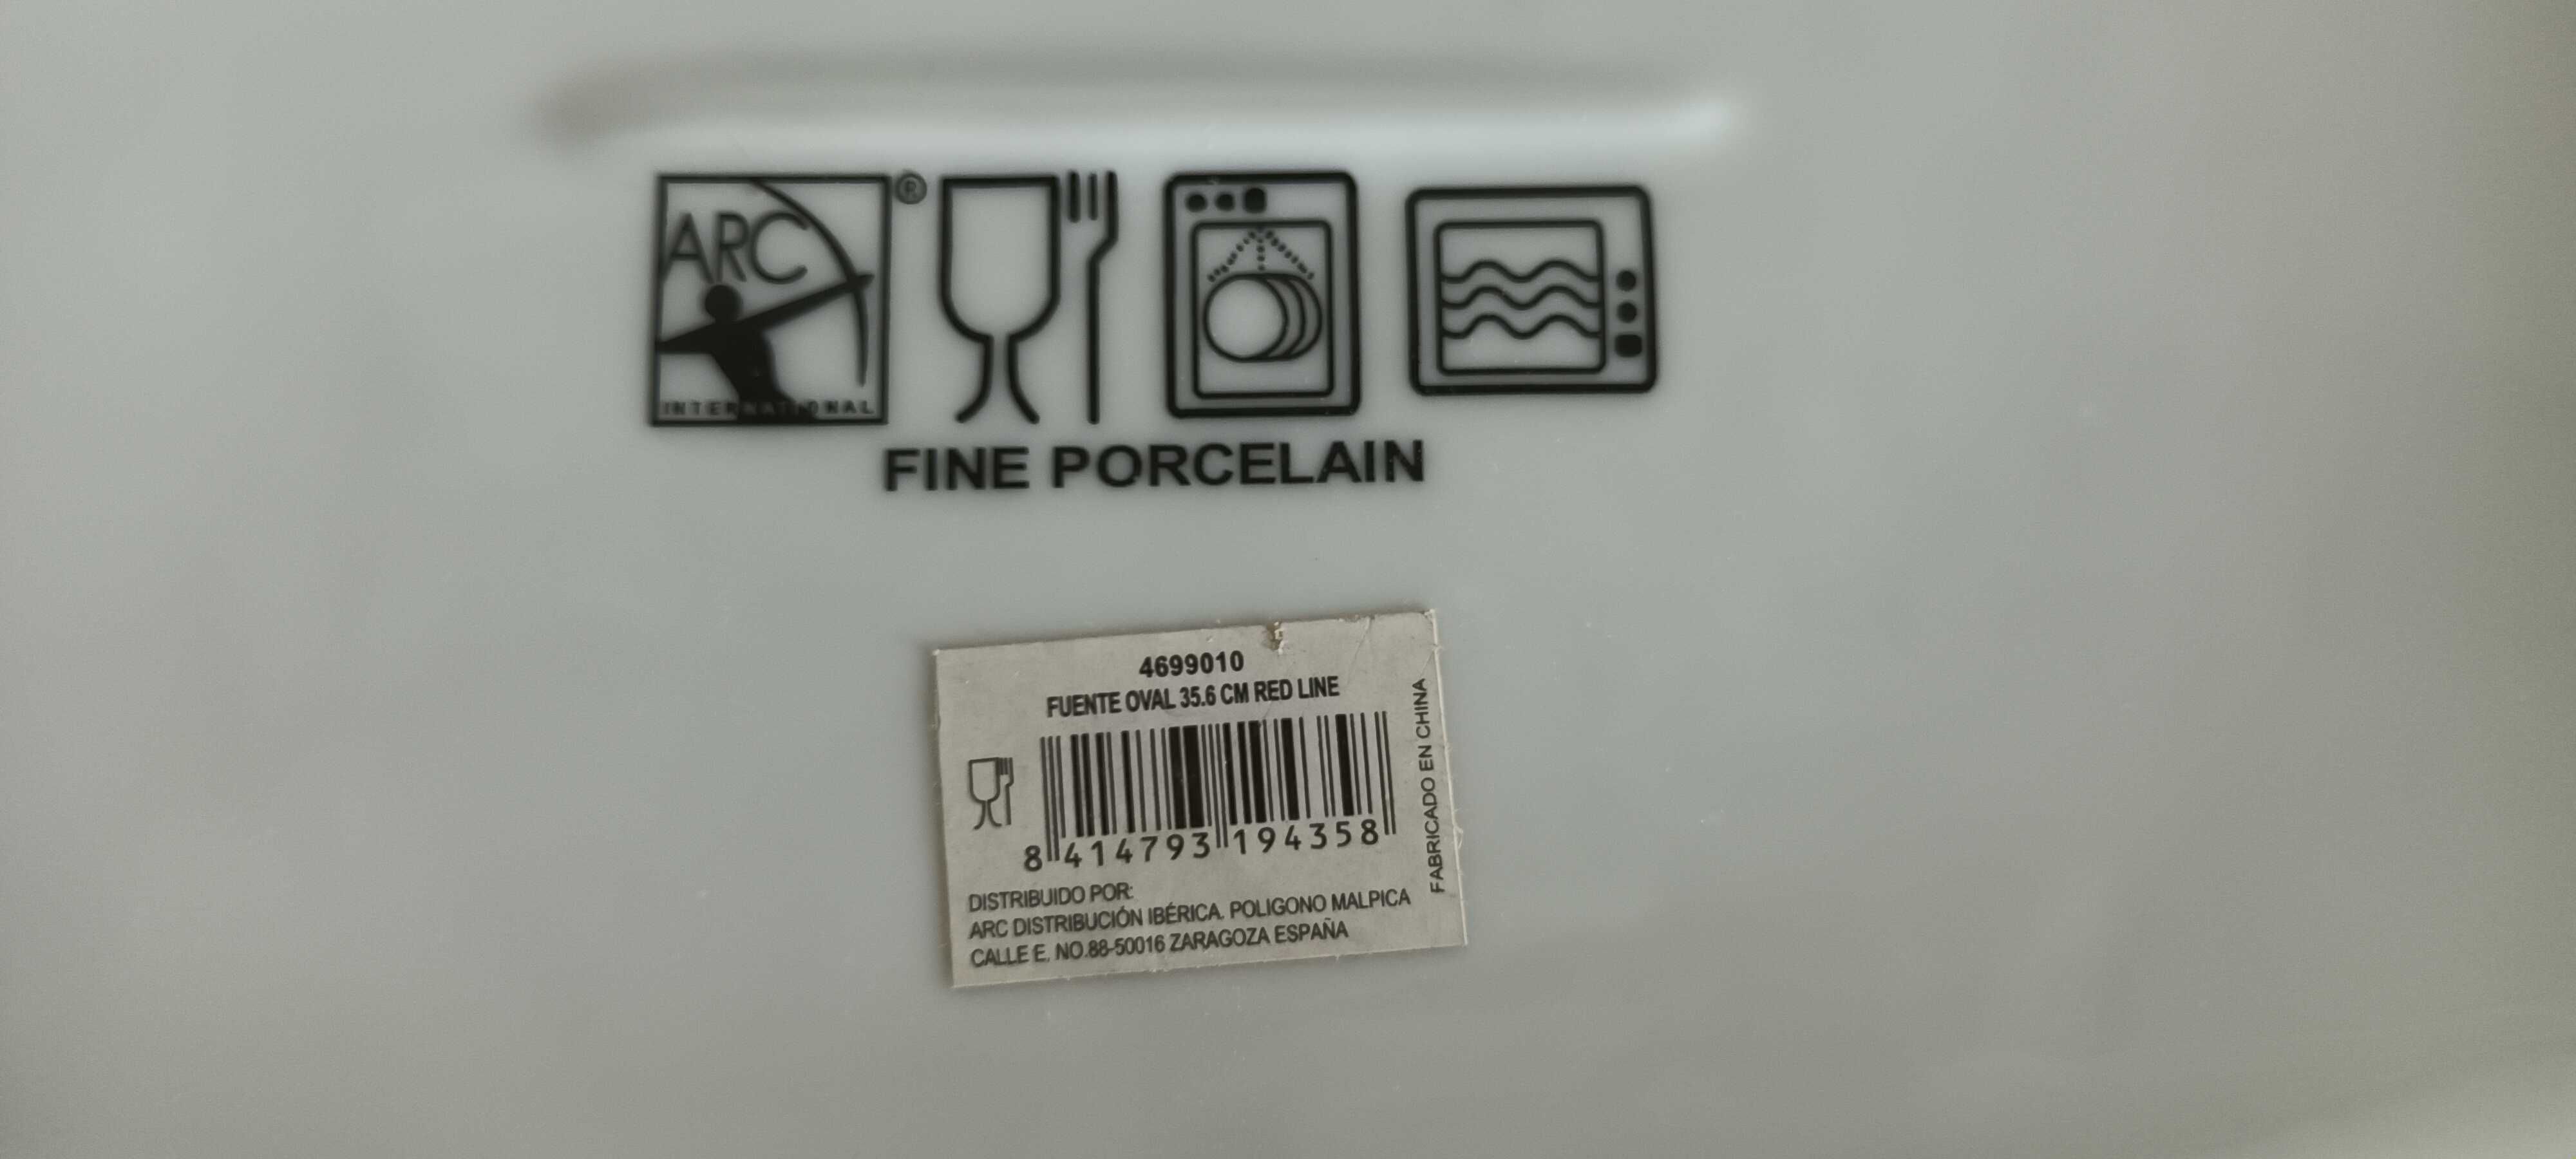 ARC ®
INTERNATIONAL
FINE PORCELAIN
4699010
FUENTE OVAL 35.6 CM RED LINE
8 414793 194358
FABRICADO EN CHINA
DISTRIBUIDO POR:
ARC DISTRIBUCIÓN IBÉRICA. POLIGONO MALPICA
CALLE E, NO.88-50016 ZARAGOZA ESPAÑA